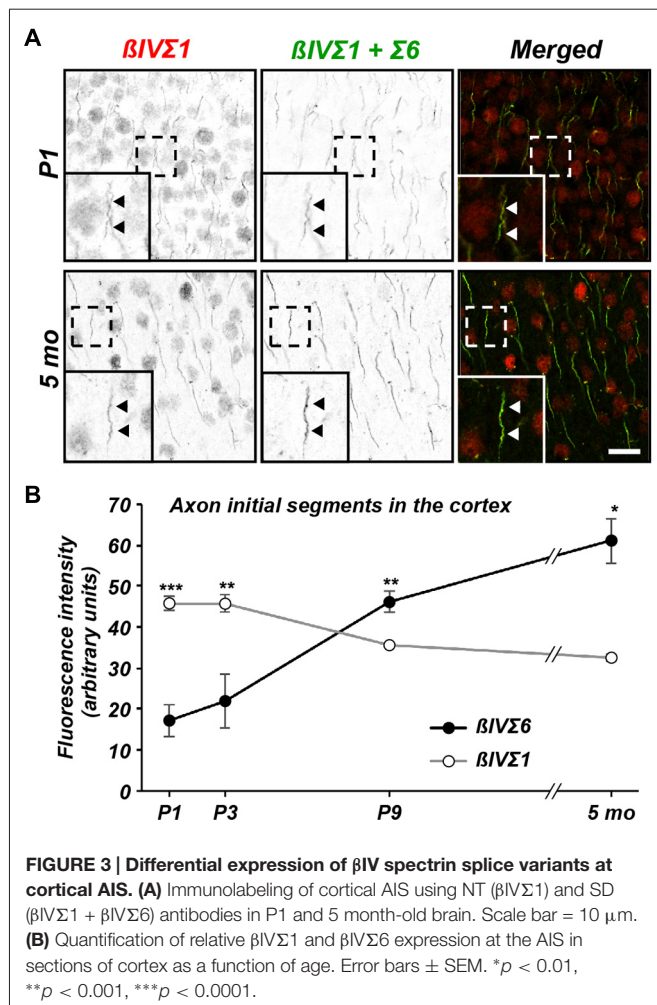 A
ßIVΣ1
ßIVΣ1 + Σ6
Merged
P1
5 mo
B
Axon initial segments in the cortex
Fluorescence intensity
(arbitrary units)
70
60
50
40
30
20
10
0
***
**
**
*
ßIVΣ6
ßIVΣ1
P1
P3
P9
5 mo
FIGURE 3 | Differential expression of βIV spectrin splice variants at
cortical AIS. (A) Immunolabeling of cortical AIS using NT (βIVΣ1) and SD
(βIVΣ1 + βIVΣ6) antibodies in P1 and 5 month-old brain. Scale bar = 10 μm.
(B) Quantification of relative βIVΣ1 and βIVΣ6 expression at the AIS in
sections of cortex as a function of age. Error bars ± SEM. *p < 0.01,
**p < 0.001, ***p < 0.0001.